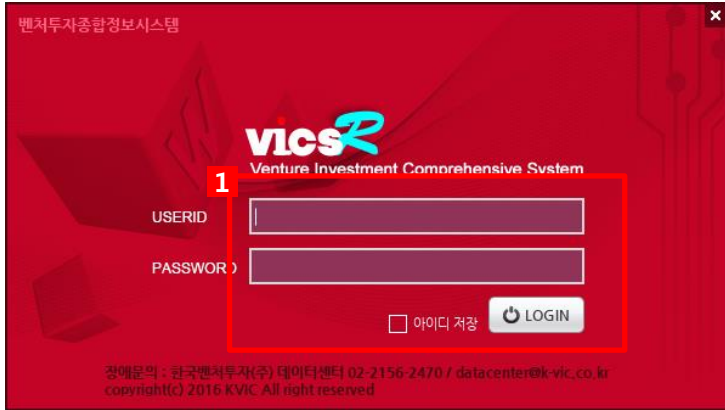 벤처투자종합정보시스템
vicsR
Venture Investment Comprehensive System
1
USERID
PASSWORD
아이디 저장
LOGIN
장애문의 : 한국벤처투자(주) 데이터센터 02-2156-2470 / datacenter@k-vic.co.kr
copyright(c) 2016 KVIC All right reserved